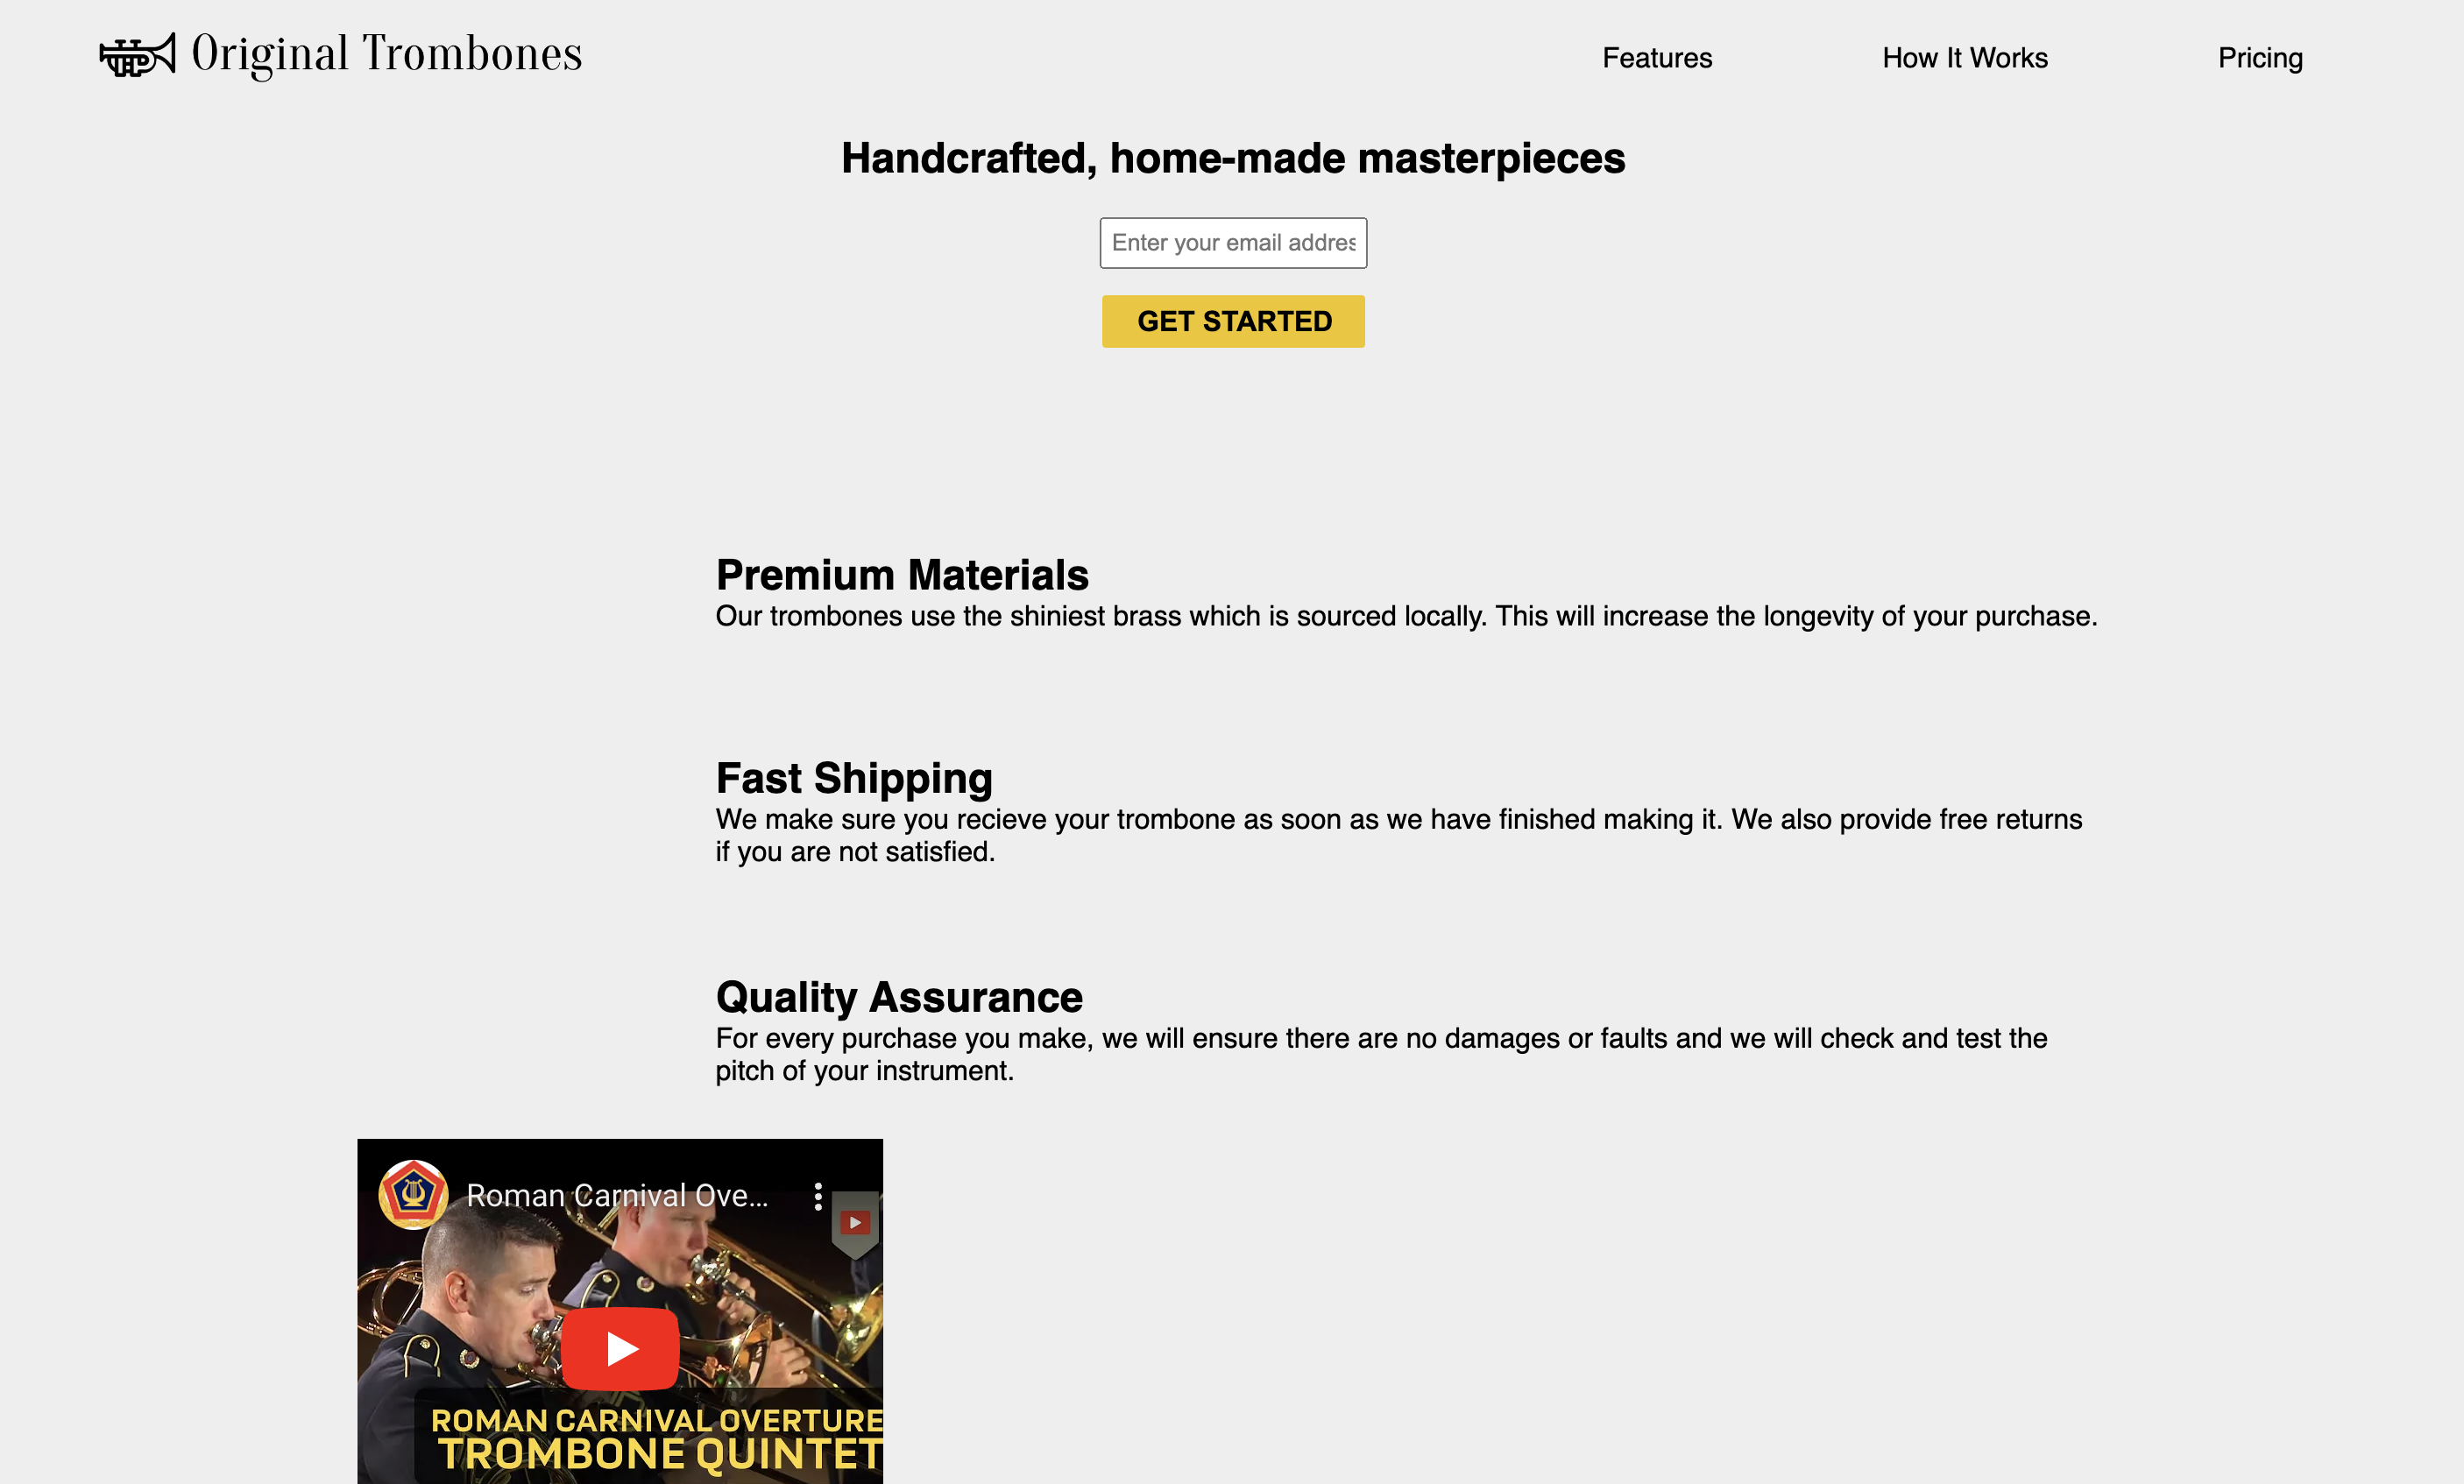 Original Trombones
Features
How It Works
Pricing
Handcrafted, home-made masterpieces
Enter your email addres
GET STARTED
Premium Materials
Our trombones use the shiniest brass which is sourced locally. This will increase the longevity of your purchase.
Fast Shipping
We make sure you recieve your trombone as soon as we have finished making it. We also provide free returns
if you are not satisfied.
Quality Assurance
For every purchase you make, we will ensure there are no damages or faults and we will check and test the
pitch of your instrument.
Roman Carnival Ove...
ROMAN CARNIVAL OVERTURE
TROMBONE QUINTET